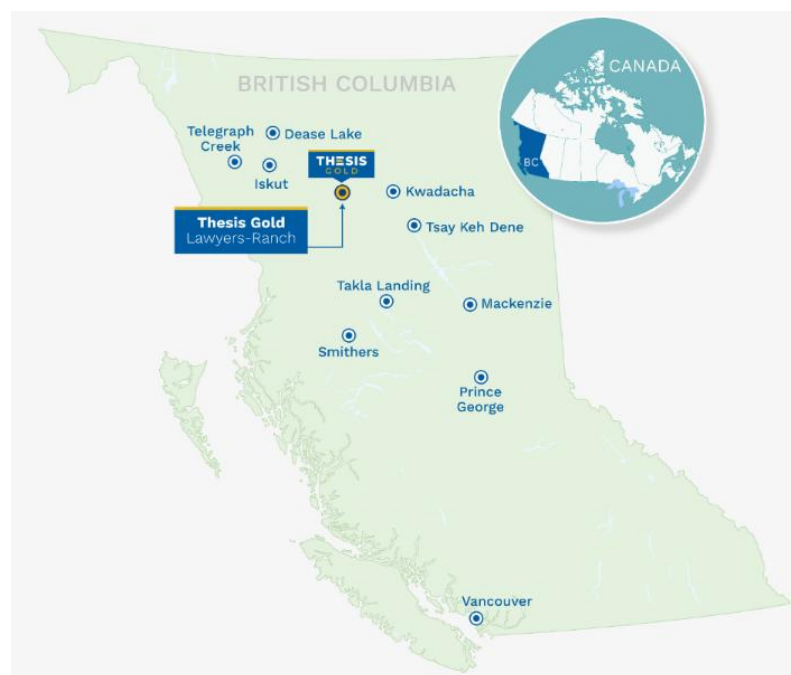 BRITISH COLUMBIA
CANADA
BC
Telegraph
Creek
Dease Lake
Iskut
THESIS
GOLD
Kwadacha
Thesis Gold
Lawyers-Ranch
Tsay Keh Dene
Takla Landing
Mackenzie
Smithers
Prince
George
Vancouver